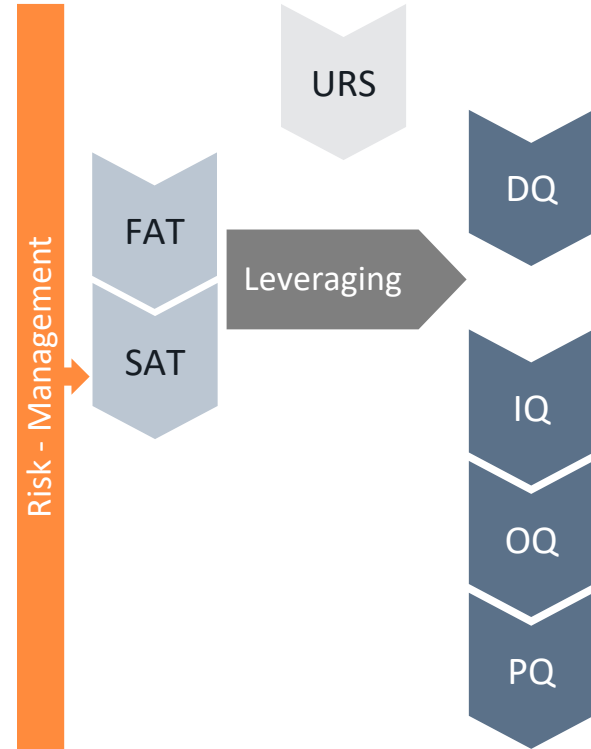 URS
DQ
FAT
Leveraging
SAT
Risk - Management
IQ
OQ
PQ